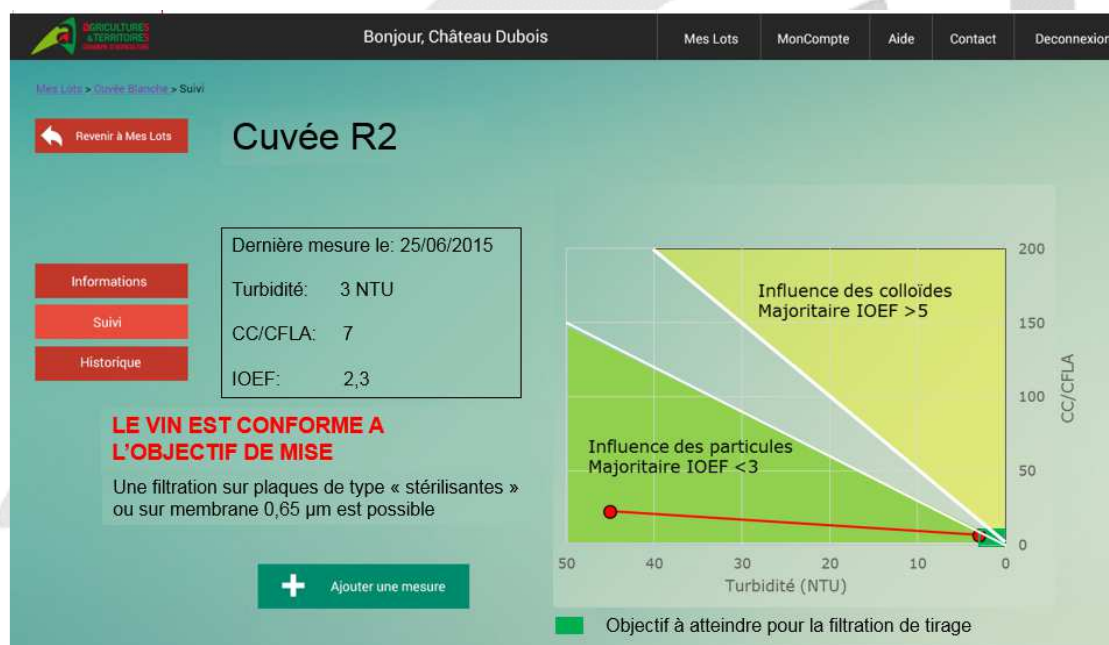 AGRICULTURES
& TERRITOIRES
CHAMBRE D'AGRICULTURE
Bonjour, Château Dubois
Mes Lots
MonCompte
Aide
Contact
Deconnexion
Mes Lots > Cuvée Blanche > Suivi
Revenir à Mes Lots
Cuvée R2
Informations
Suivi
Historique
Dernière mesure le: 25/06/2015
Turbidité: 3 NTU
CC/CFLA: 7
IOEF: 2,3
LE VIN EST CONFORME A
L'OBJECTIF DE MISE
Une filtration sur plaques de type « stérilisantes »
ou sur membrane 0,65 µm est possible
Ajouter une mesure
Influence des colloïdes
Majoritaire IOEF >5
Influence des particules
Majoritaire IOEF <3
200
150
100
50
0
CC/CFLA
50 40 30 20 10 0
Turbidité (NTU)
Objectif à atteindre pour la filtration de tirage